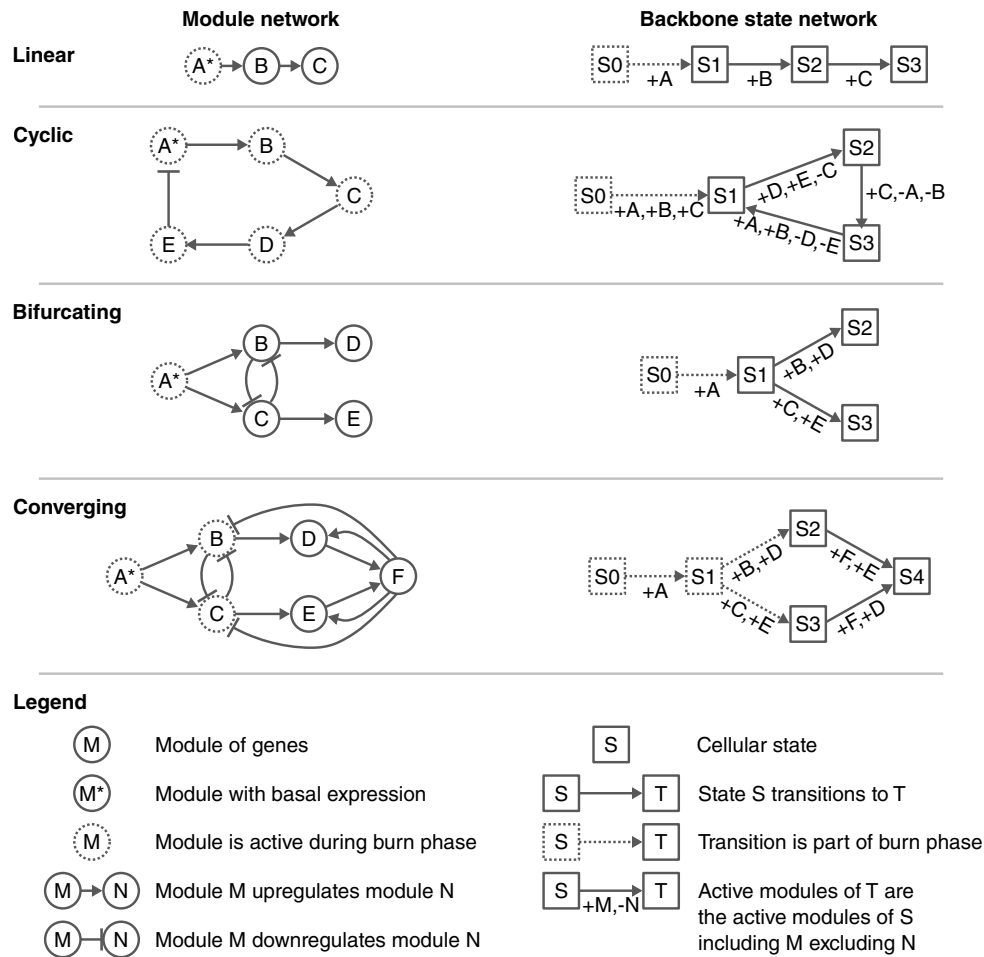 Module network
Backbone state network
Linear
A*
B
C
S0
S1
S2
S3
+A
+B
+C
Cyclic
A*
B
C
D
E
S0
S1
S2
S3
+A,+B,+C
+D,+E,-C
+C,-A,-B
+A,+B,-D,-E
Bifurcating
A*
B
D
C
E
S0
S1
S2
S3
+A
+B,+D
+C,+E
Converging
A*
B
D
C
E
F
S0
S1
S2
S3
S4
+A
+B,+D
+C,+E
+F,+E
+F,+D
Legend
M
Module of genes
M*
Module with basal expression
M
Module is active during burn phase
M
N
Module M upregulates module N
M
N
Module M downregulates module N
S
Cellular state
S
T
State S transitions to T
S
T
Transition is part of burn phase
S
T
+M,-N
Active modules of T are
the active modules of S
including M excluding N